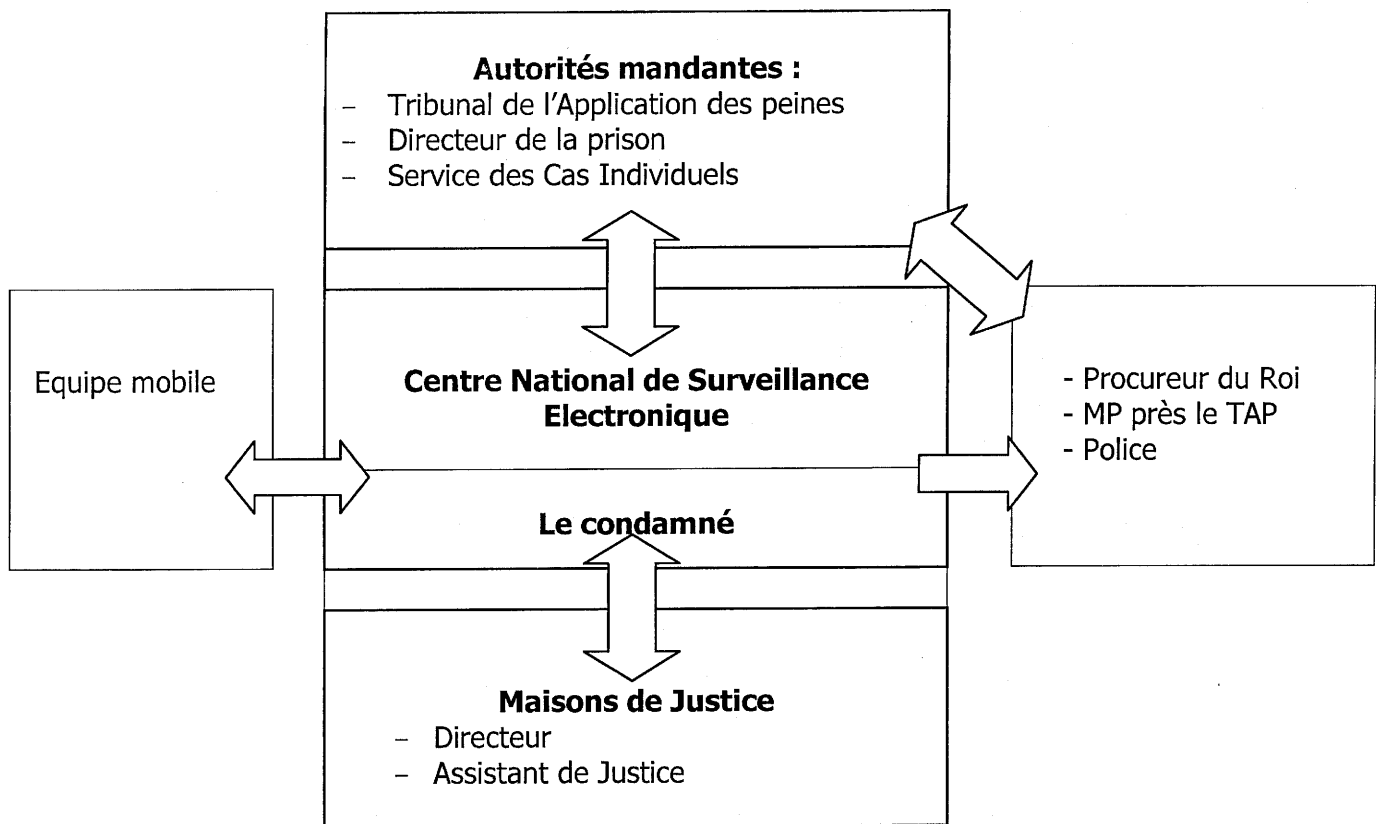 Autorités mandantes :
– Tribunal de l'Application des peines
– Directeur de la prison
– Service des Cas Individuels
Equipe mobile
Centre National de Surveillance
Electronique
- Procureur du Roi
- MP près le TAP
- Police
Le condamné
Maisons de Justice
– Directeur
– Assistant de Justice